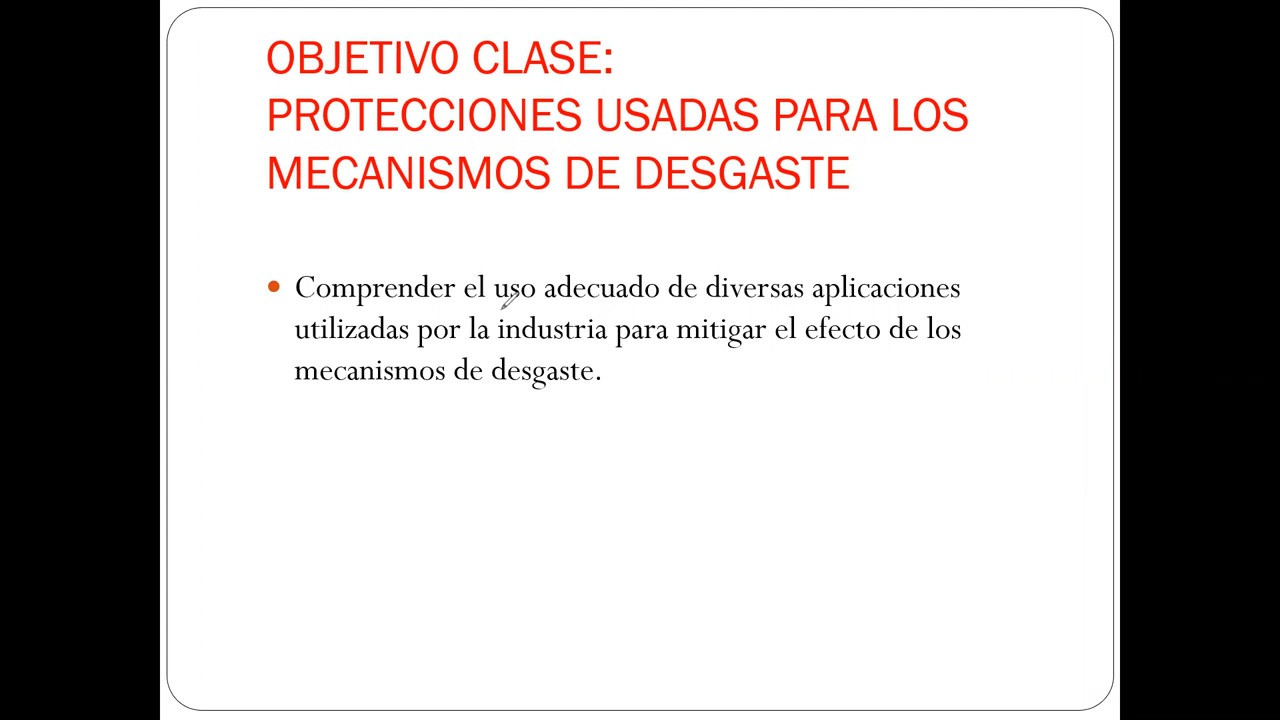 OBJETIVO CLASE:
PROTECCIONES USADAS PARA LOS
MECANISMOS DE DESGASTE
Comprender el uso adecuado de diversas aplicaciones
utilizadas por la industria para mitigar el efecto de los
mecanismos de desgaste.